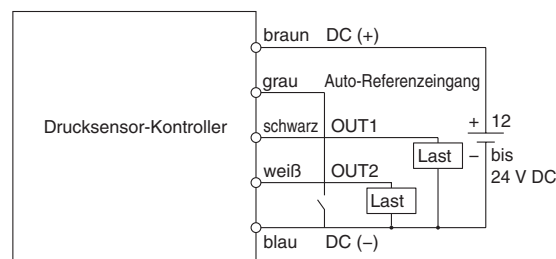 braun DC (+)
grau Auto-Referenzeingang
Drucksensor-Kontroller
schwarz OUT1
+ 12
Last
− bis
24 V DC
weiß OUT2
Last
blau DC (−)